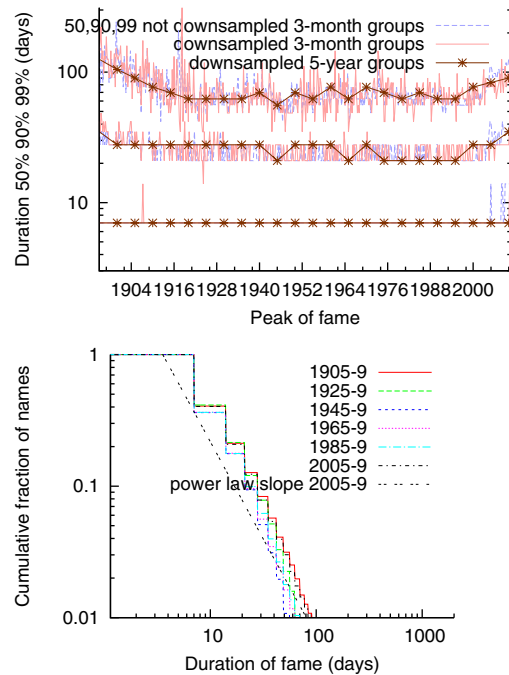 50,90,99 not downsampled 3-month groups
downsampled 3-month groups
downsampled 5-year groups
Duration 50% 90% 99% (days)
100
10
1904 1916 1928 1940 1952 1964 1976 1988 2000
Peak of fame
1
0.1
0.01
Cumulative fraction of names
1905-9
1925-9
1945-9
1965-9
1985-9
2005-9
power law slope 2005-9
10 100 1000
Duration of fame (days)